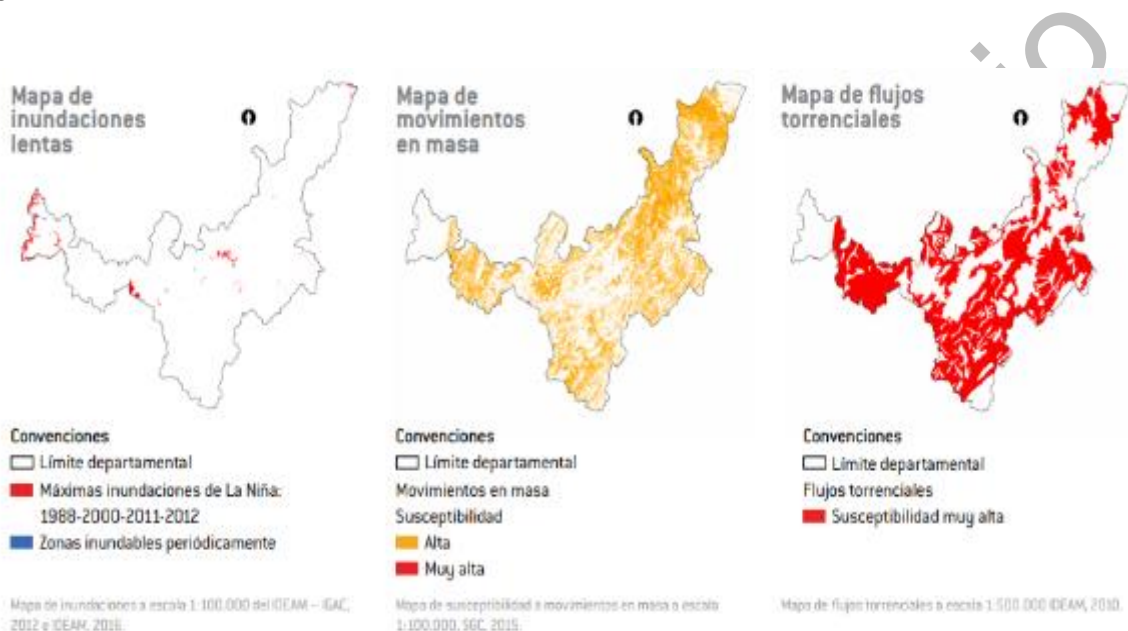 Mapa de
inundaciones
lentas
Convenciones
Límite departamental
Máximas inundaciones de La Niña:
1988-2000-2011-2012
Zonas inundables periódicamente
Mapa de inundaciones a escala 1:100.000 del IDEAM – IGAC,
2012 e IDEAM, 2016.
Mapa de
movimientos
en masa
Convenciones
Límite departamental
Movimientos en masa
Susceptibilidad
Alta
Muy alta
Mapa de susceptibilidad a movimientos en masa a escala
1:100.000, SGC, 2015.
Mapa de flujos
torrenciales
Convenciones
Límite departamental
Flujos torrenciales
Susceptibilidad muy alta
Mapa de flujos torrenciales a escala 1:500.000 IDEAM, 2010.